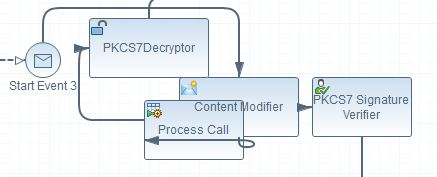 PKCS7Decryptor
Start Event 3
Content Modifier
PKCS7 Signature
Verifier
Process Call